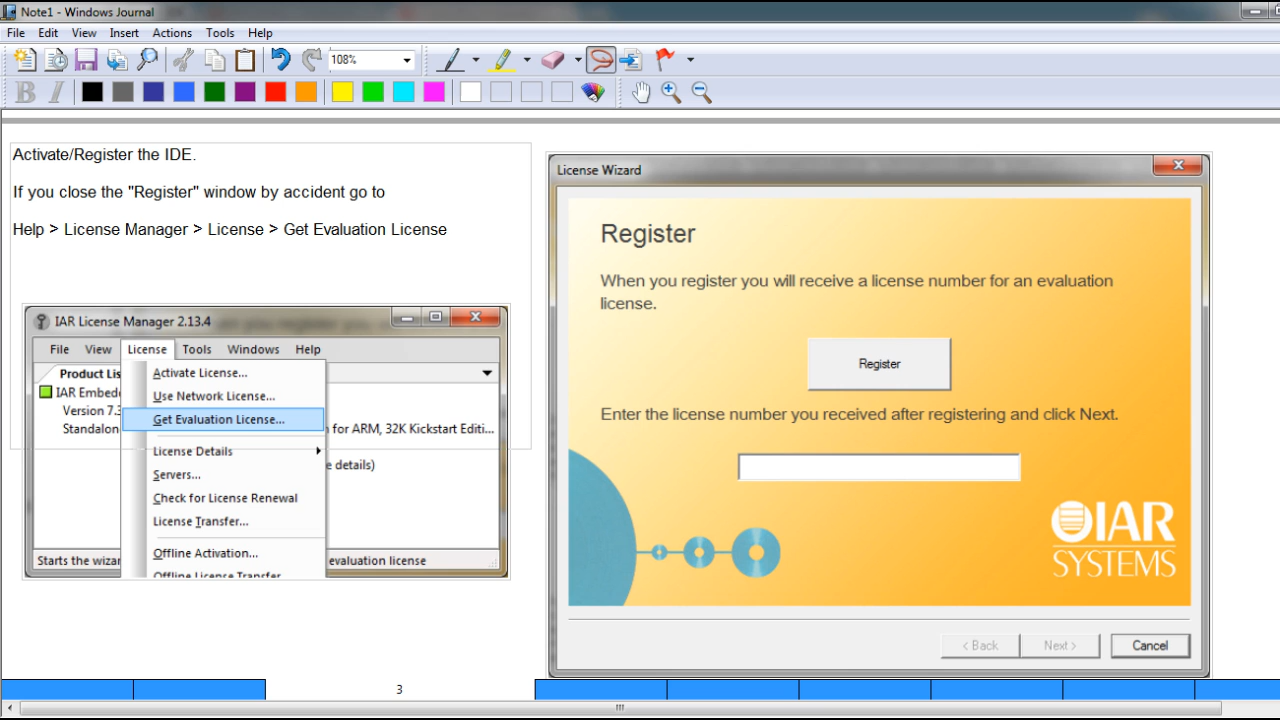 Note1 - Windows Journal
File Edit View Insert Actions Tools Help
108%
B I
Activate/Register the IDE.
If you close the "Register" window by accident go to
Help > License Manager > License > Get Evaluation License
IAR License Manager 2.13.4
File View License Tools Windows Help
Product Lis
Activate License...
IAR Embed
Use Network License...
Version 7.3
Get Evaluation License...
Standalon
n for ARM, 32K Kickstart Editi...
License Details
e details)
Servers...
Check for License Renewal
License Transfer...
Offline Activation...
Starts the wizar
evaluation license
Offline License Transfer
License Wizard
Register
When you register you will receive a license number for an evaluation
license.
Register
Enter the license number you received after registering and click Next.
IAR
SYSTEMS
< Back Next > Cancel
3